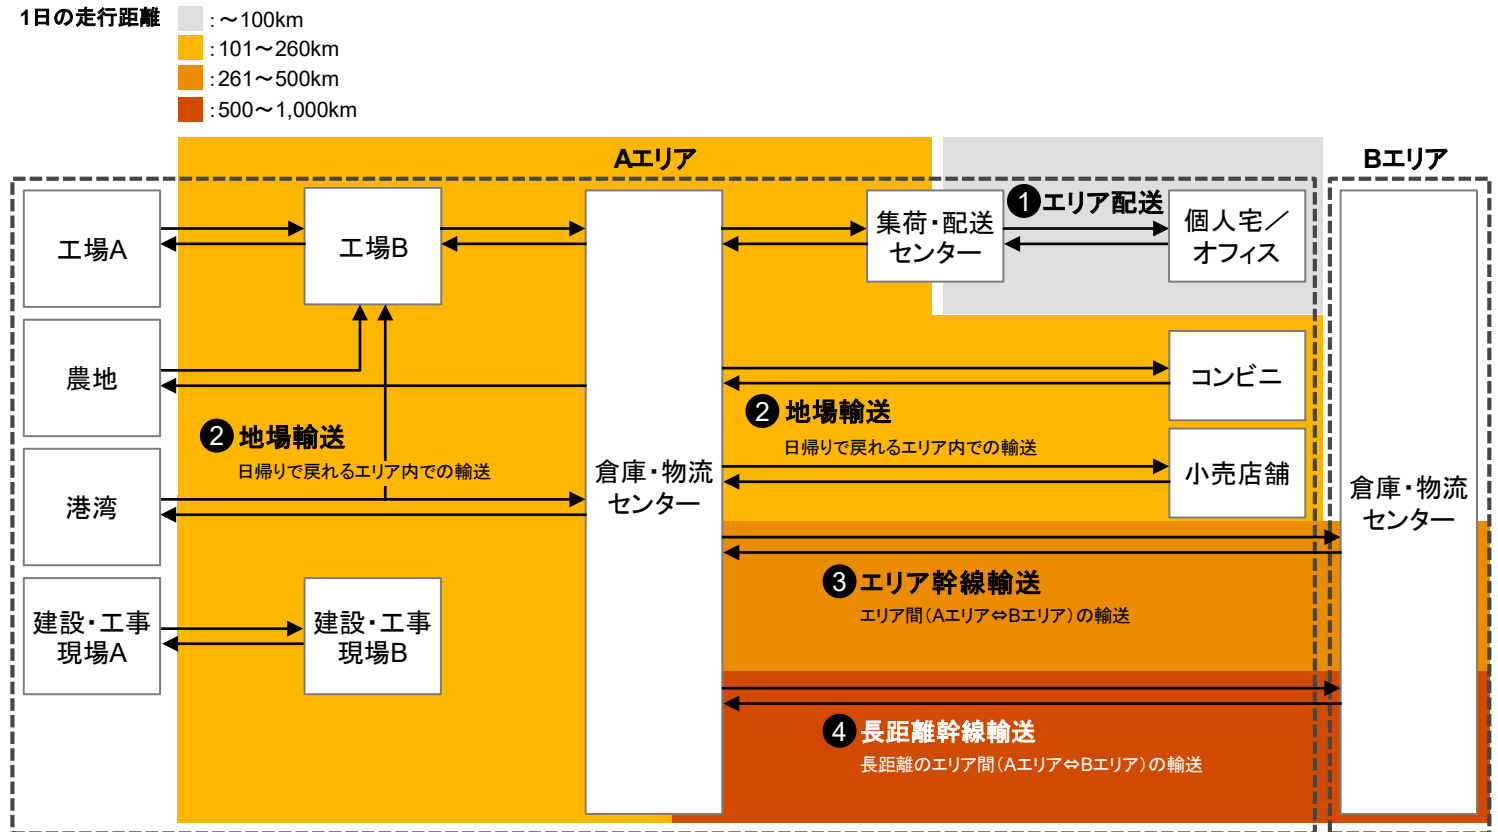 1日の走行距離
：～100km
：101～260km
：261～500km
：500～1,000km
Aエリア
Bエリア
工場A
工場B
倉庫・物流
センター
集荷・配送
センター
❶エリア配送
個人宅／
オフィス
農地
コンビニ
❷地場輸送
日帰りで戻れるエリア内での輸送
❷地場輸送
日帰りで戻れるエリア内での輸送
港湾
小売店舗
倉庫・物流
センター
❸エリア幹線輸送
エリア間（Aエリア⇔Bエリア）の輸送
建設・工事
現場A
建設・工事
現場B
❹長距離幹線輸送
長距離のエリア間（Aエリア⇔Bエリア）の輸送